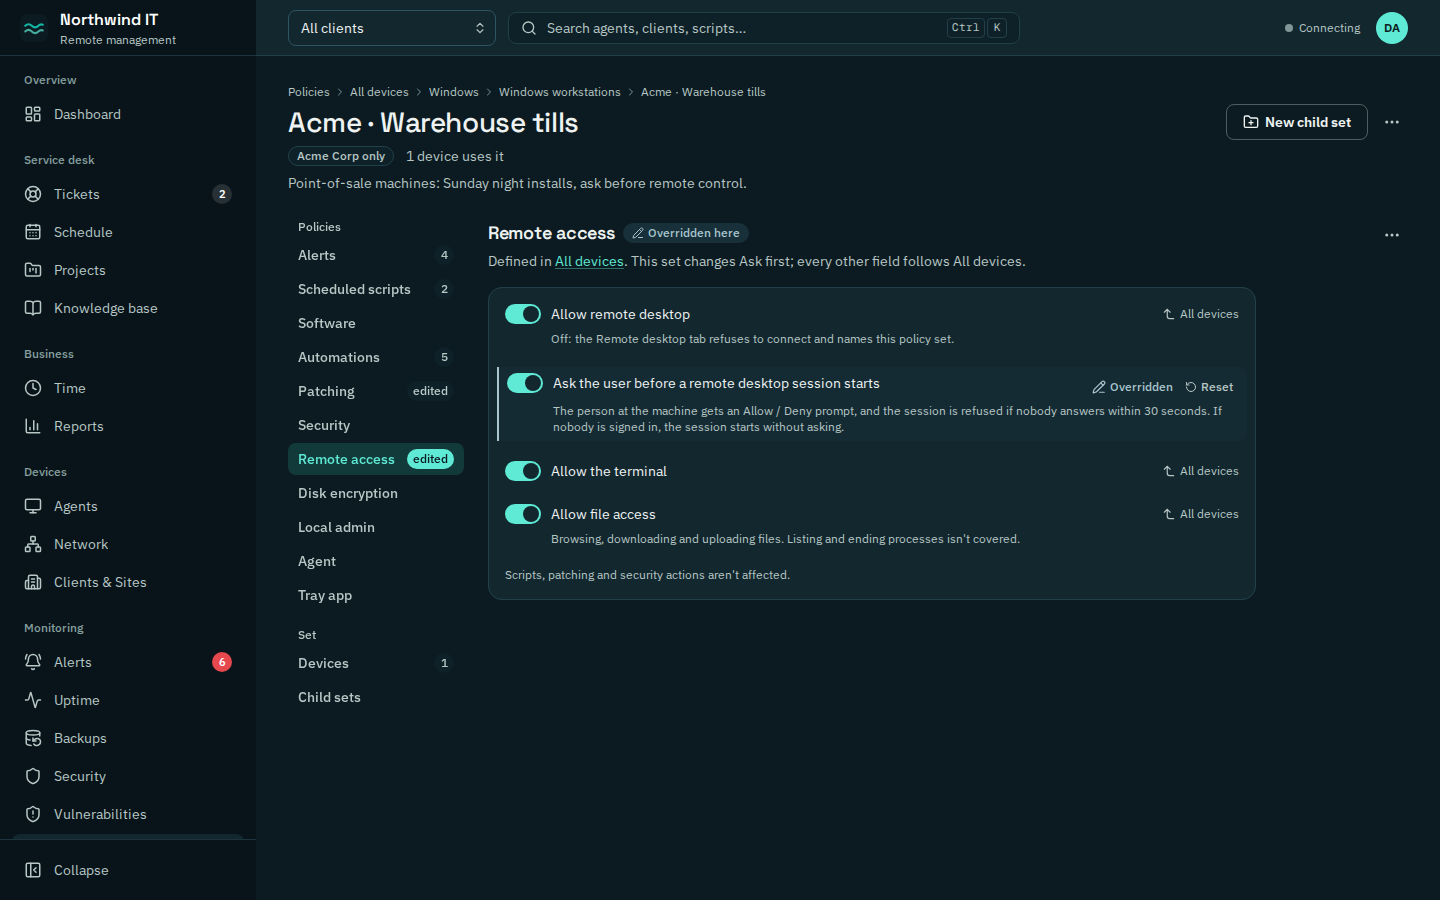 Northwind IT
Remote management
All clients
Search agents, clients, scripts...
Ctrl K
Connecting
DA
Overview
Dashboard
Service desk
Tickets 2
Schedule
Projects
Knowledge base
Business
Time
Reports
Devices
Agents
Network
Clients & Sites
Monitoring
Alerts 6
Uptime
Backups
Security
Vulnerabilities
Collapse
Policies > All devices > Windows > Windows workstations > Acme · Warehouse tills
Acme · Warehouse tills
New child set
Acme Corp only 1 device uses it
Point-of-sale machines: Sunday night installs, ask before remote control.
Policies
Alerts 4
Scheduled scripts 2
Software
Automations 5
Patching edited
Security
Remote access edited
Disk encryption
Local admin
Agent
Tray app
Set
Devices 1
Child sets
Remote access Overridden here
Defined in All devices. This set changes Ask first; every other field follows All devices.
Allow remote desktop All devices
Off: the Remote desktop tab refuses to connect and names this policy set.
Ask the user before a remote desktop session starts Overridden Reset
The person at the machine gets an Allow / Deny prompt, and the session is refused if nobody answers within 30 seconds. If
nobody is signed in, the session starts without asking.
Allow the terminal All devices
Allow file access All devices
Browsing, downloading and uploading files. Listing and ending processes isn't covered.
Scripts, patching and security actions aren't affected.